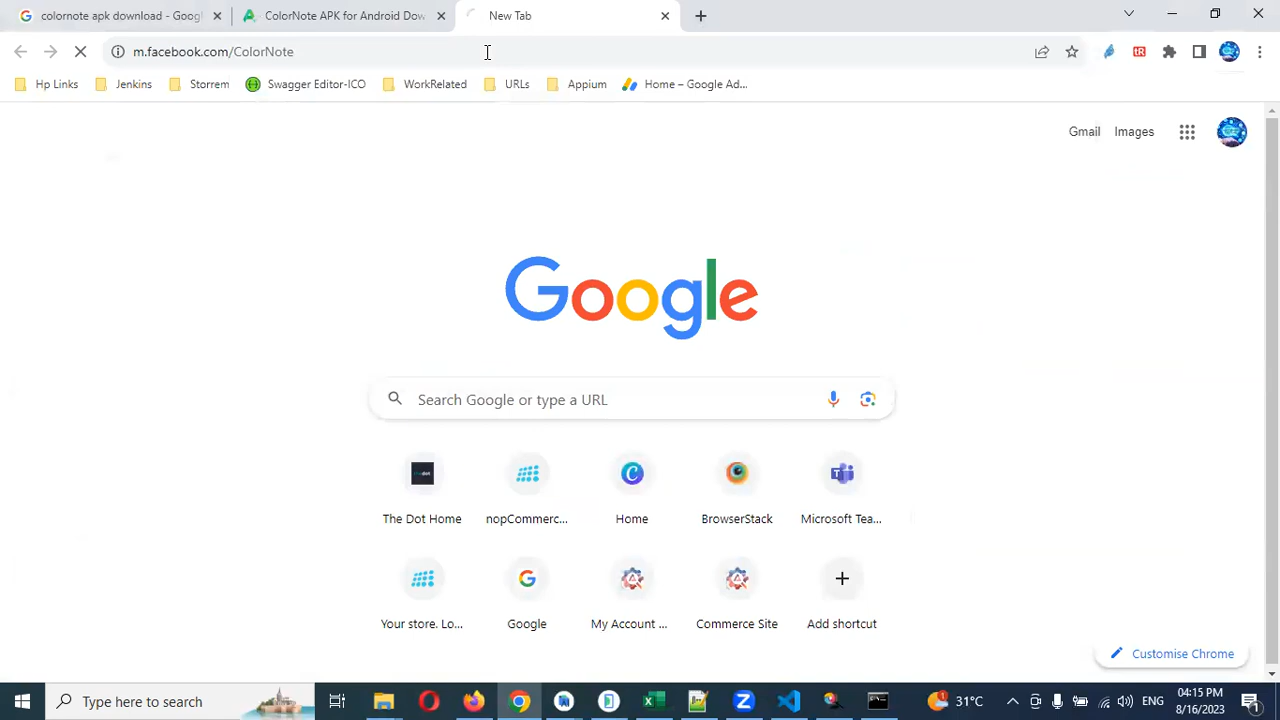 colornote apk download - Googl
ColorNote APK for Android Dow
New Tab
m.facebook.com/ColorNote
Hp Links
Jenkins
Storrem
Swagger Editor-ICO
WorkRelated
URLs
Appium
Home – Google Ad...
tR
Gmail
Images
Google
Search Google or type a URL
The Dot Home
nopCommerc...
Home
BrowserStack
Microsoft Tea...
Your store. Lo...
Google
My Account ...
Commerce Site
Add shortcut
Customise Chrome
Type here to search
31°C
ENG
04:15 PM
8/16/2023